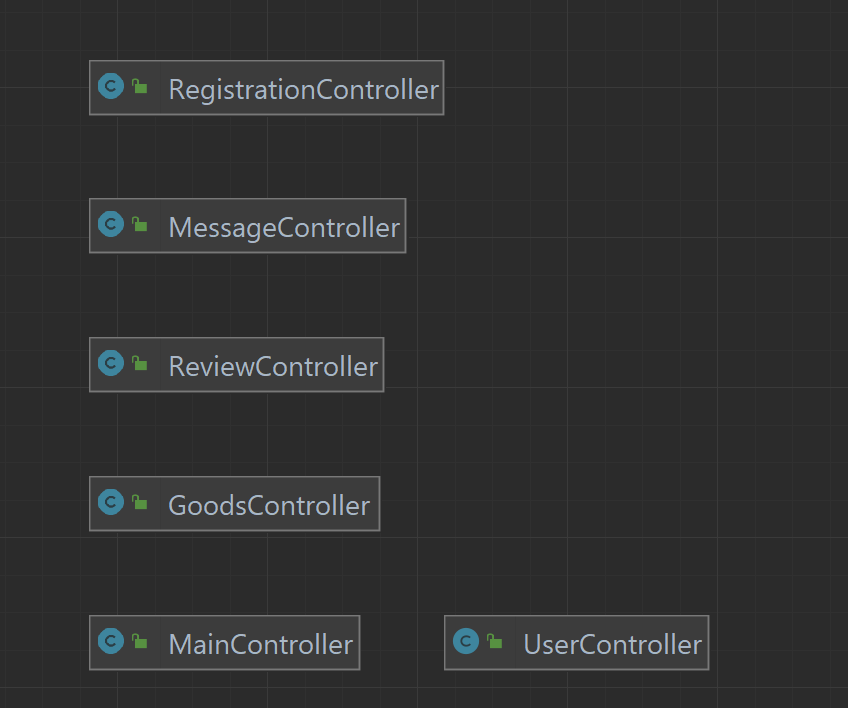 C RegistrationController
C MessageController
C ReviewController
C GoodsController
C MainController
C UserController